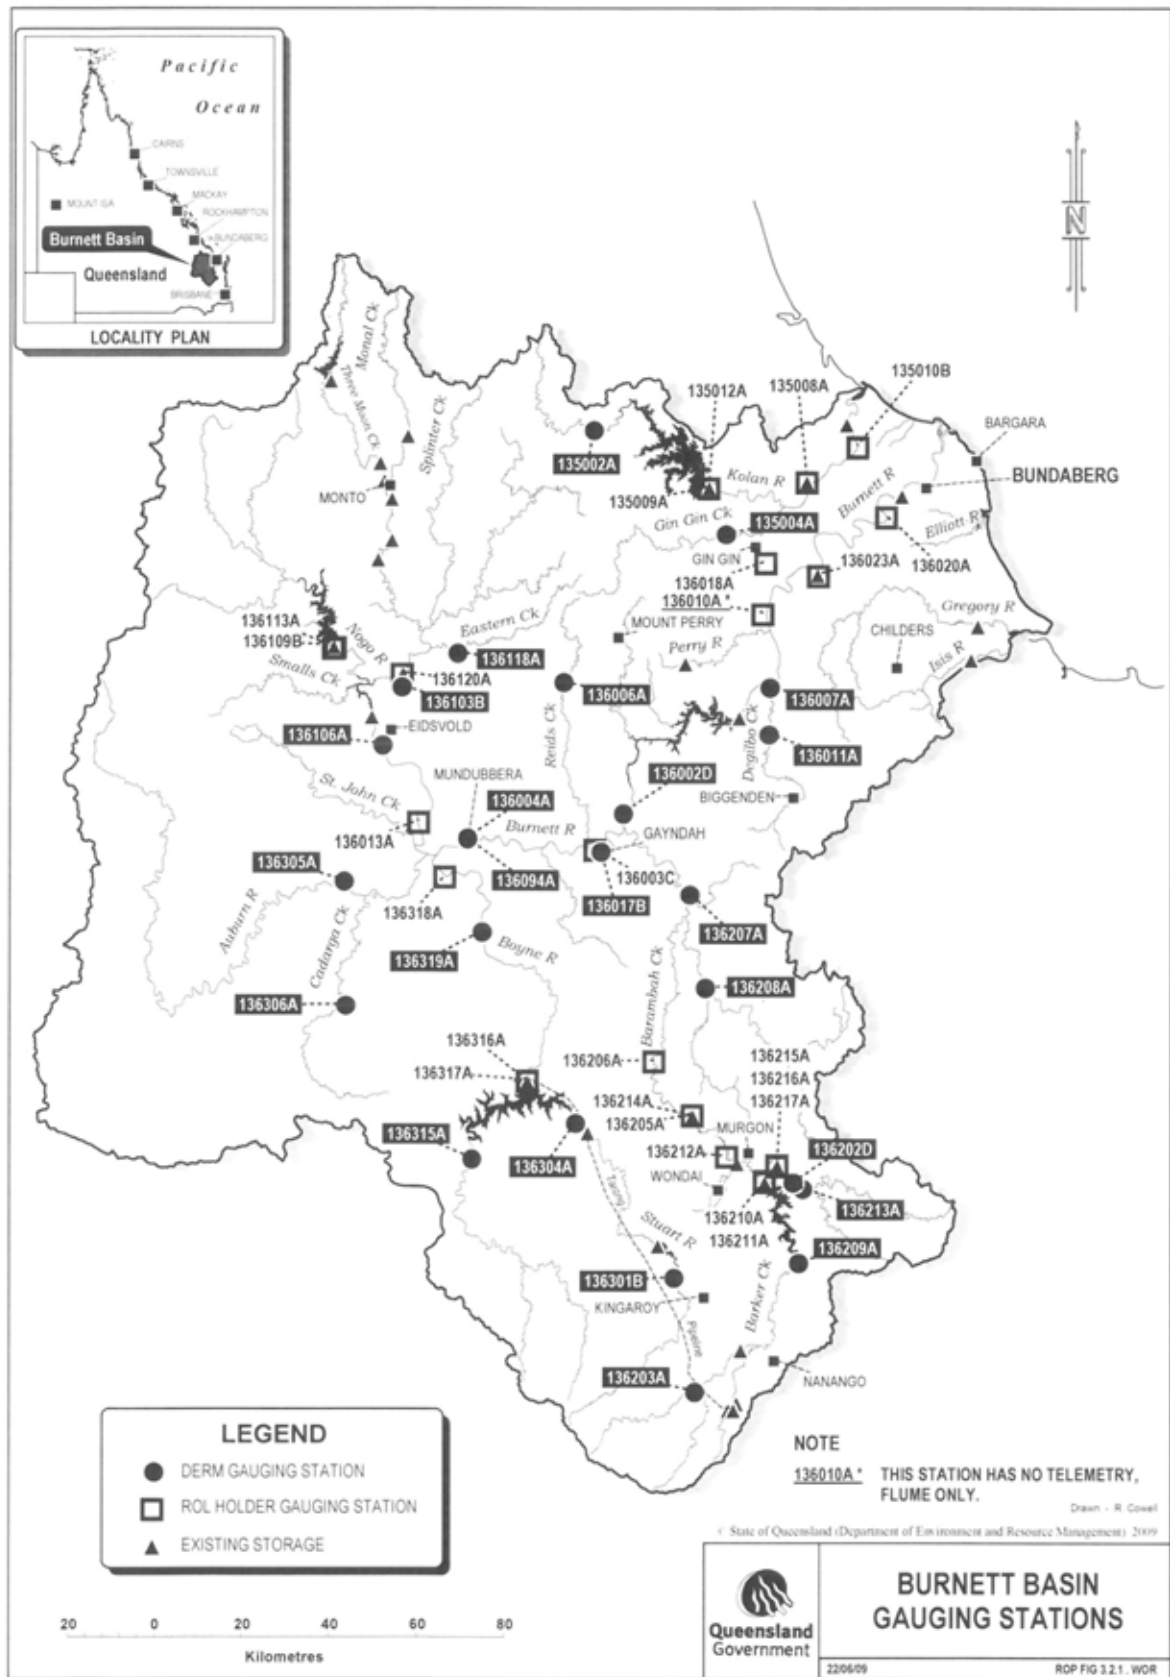 Pacific
Ocean
CAIRNS
TOWNSVILLE
MOUNT ISA
MACKAY
ROCKHAMPTON
BUNDABERG
Burnett Basin
Queensland
BRISBANE
LOCALITY PLAN
N
Monal Ck
Three Moon Ck
Splinter Ck
MONTO
135002A
135012A
135008A
135010B
BARGARA
BUNDABERG
135009A
Kolan R
Burnett R
Elliott R
Gin Gin Ck
135004A
GIN GIN
136018A
136010A *
136023A
136020A
Gregory R
136113A
136109B
Nogo R
Eastern Ck
MOUNT PERRY
Perry R
CHILDERS
Isis R
Smalls Ck
136118A
136120A
136103B
136006A
136007A
136106A
EIDSVOLD
Reids Ck
Degilbo Ck
136011A
136002D
BIGGENDEN
St. John Ck
MUNDUBBERA
136004A
Burnett R
GAYNDAH
136013A
136305A
136094A
136003C
136318A
136017B
136207A
Auburn R
Cadarga Ck
136319A
Boyne R
136306A
Barambah Ck
136208A
136316A
136317A
136206A
136215A
136216A
136217A
136214A
136205A
MURGON
136315A
136304A
136212A
136202D
WONDAI
136210A
136211A
136213A
Tarong
Stuart R
136209A
136301B
KINGAROY
Barker Ck
Pipeline
136203A
NANANGO
LEGEND
DERM GAUGING STATION
ROL HOLDER GAUGING STATION
EXISTING STORAGE
NOTE
136010A * THIS STATION HAS NO TELEMETRY,
FLUME ONLY.
Drawn - R Cowell
© State of Queensland (Department of Environment and Resource Management) 2009
20 0 20 40 60 80
Kilometres
Queensland
Government
BURNETT BASIN
GAUGING STATIONS
22/06/09
ROP FIG 3.2.1 . WOR